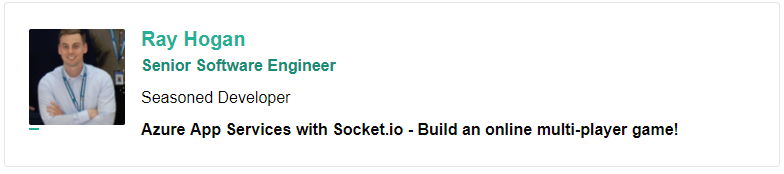 Ray Hogan
Senior Software Engineer
Seasoned Developer
Azure App Services with Socket.io - Build an online multi-player game!